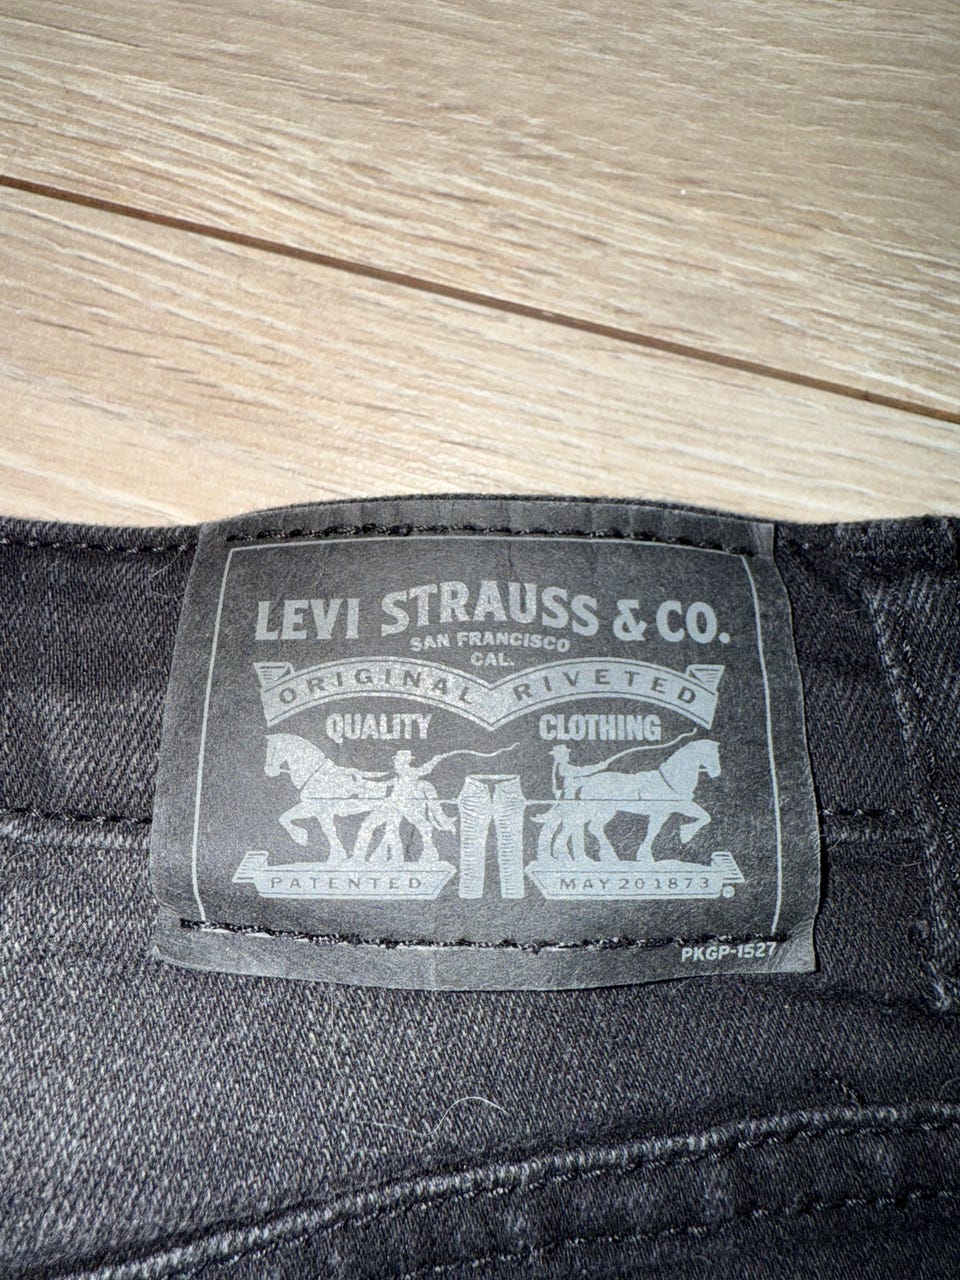 LEVI STRAUSS & CO.
SAN FRANCISCO
CAL.
ORIGINAL RIVETED
QUALITY CLOTHING
PATENTED MAY 20 1873
PKGP-1527